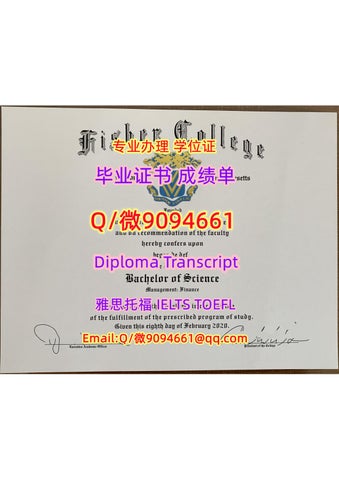 Fisher College
专业办理 学位证
毕业证书 成绩单
Q/微9094661
recommendation of the faculty
hereby confers upon
Diploma,Transcript
Bachelor of Science
Management: Finance
雅思托福 IELTS TOEFL
of the fulfillment of the prescribed program of study.
Given this eighth day of February 2020.
Email:Q/微9094661@qq.com